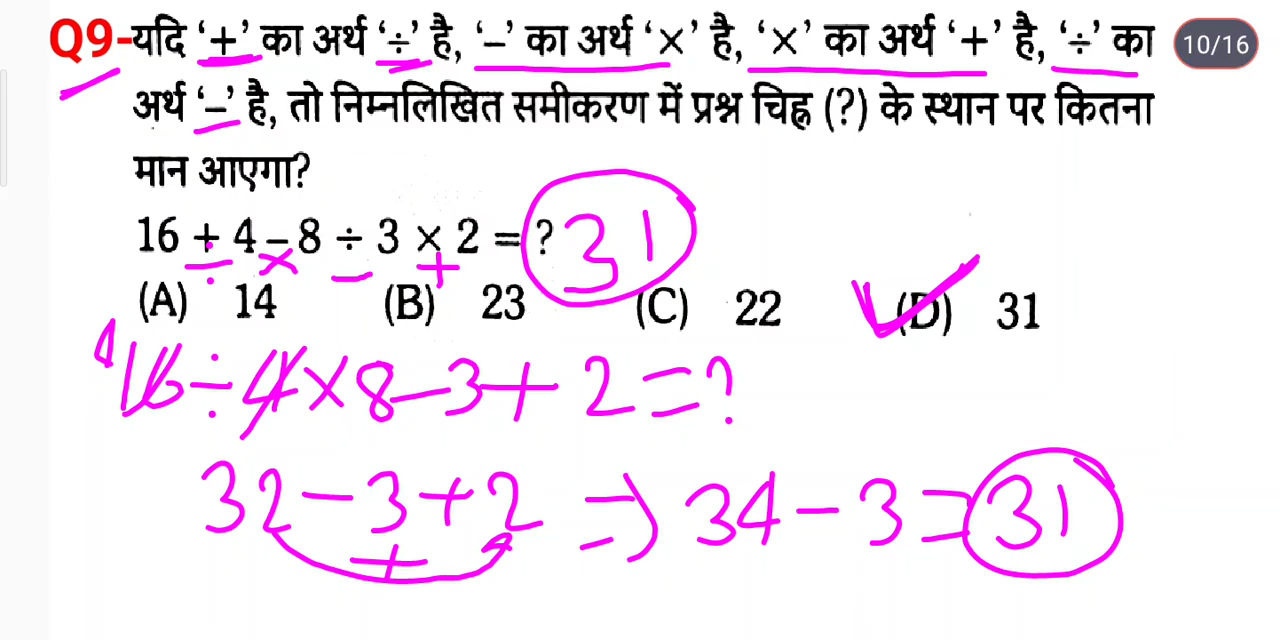 Q9-यदि ‘+’ का अर्थ ‘÷’ है, ‘–’ का अर्थ ‘×’ है, ‘×’ का अर्थ ‘+’ है, ‘÷’ का
10/16
अर्थ ‘–’ है, तो निम्नलिखित समीकरण में प्रश्न चिह्न (?) के स्थान पर कितना
मान आएगा?
16 + 4 – 8 ÷ 3 × 2 = ? 31
÷ × – +
(A) 14 (B) 23 (C) 22 (D) 31
4 16 ÷ 4 × 8 – 3 + 2 = ?
32 – 3 + 2 ⇒ 34 – 3 = 31
+